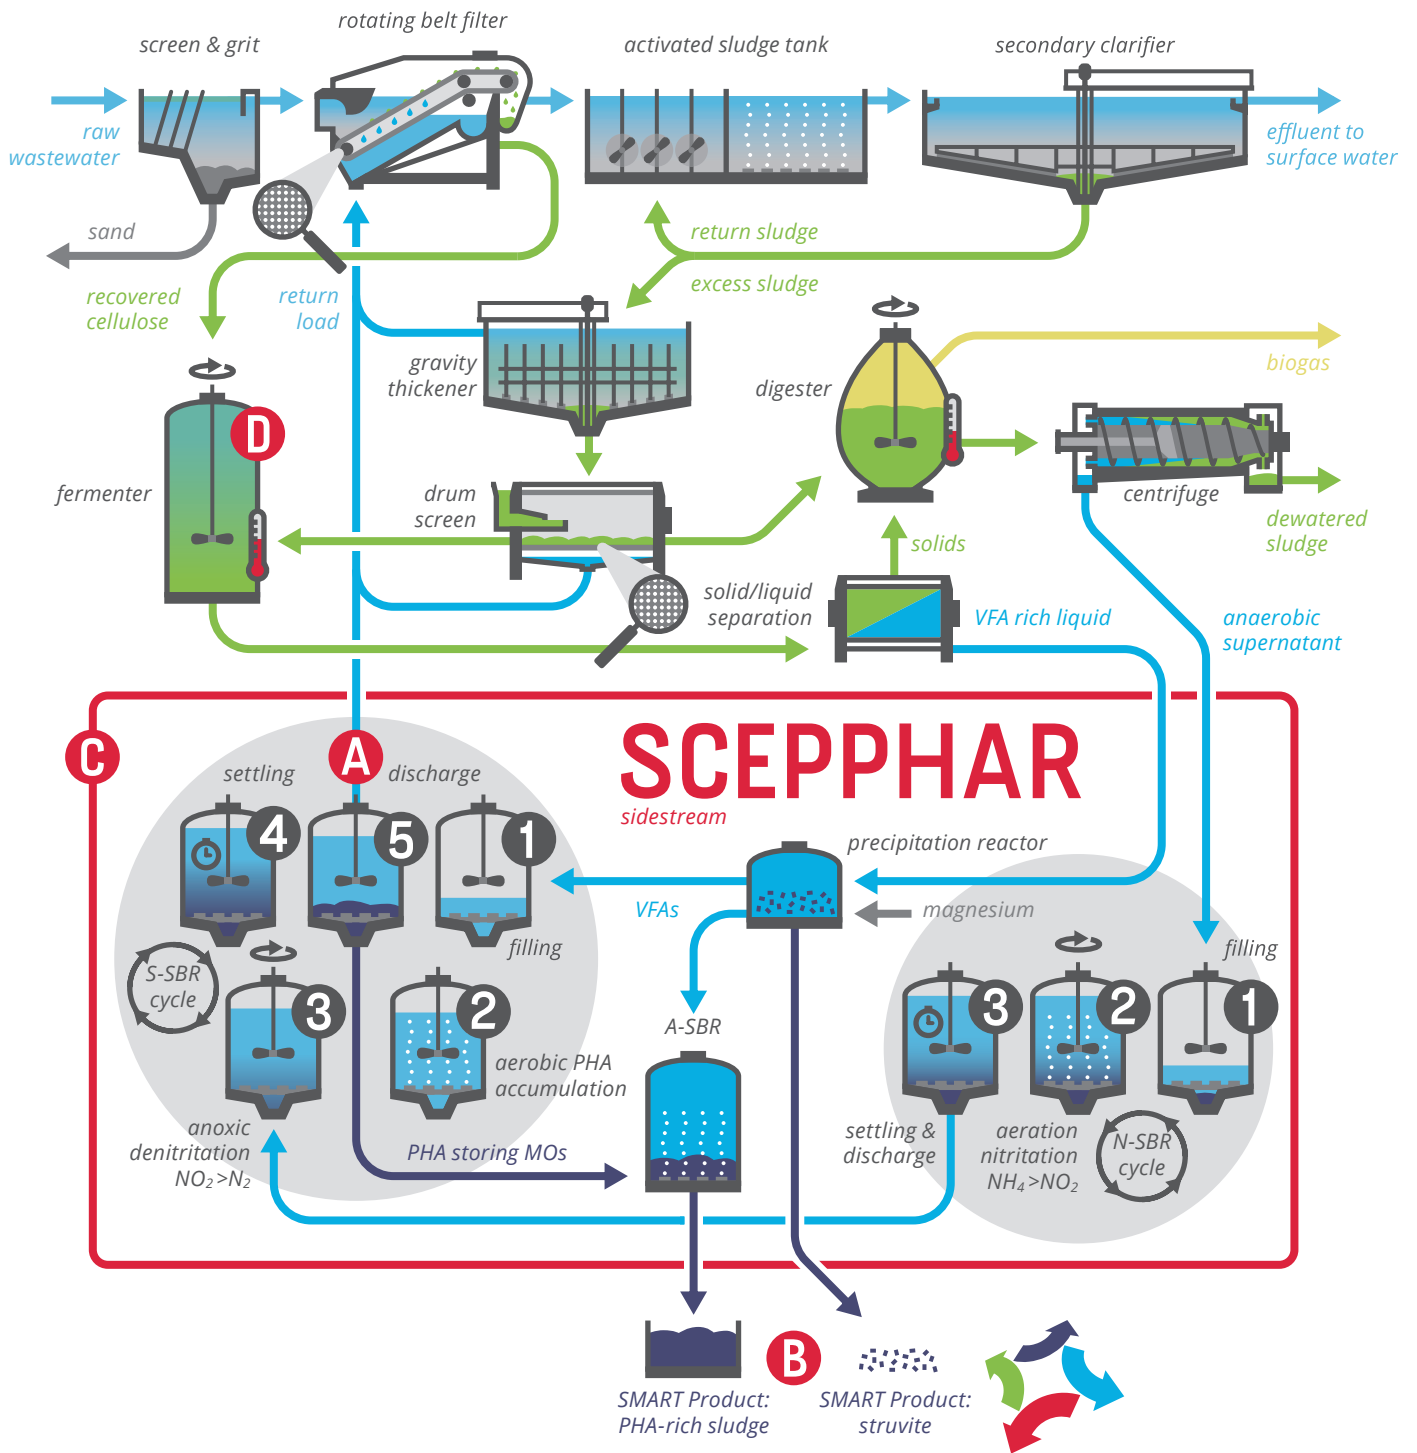 rotating belt filter
screen & grit
activated sludge tank
secondary clarifier
raw
wastewater
effluent to
surface water
sand
return sludge
excess sludge
recovered
cellulose
return
load
gravity
thickener
digester
biogas
D
fermenter
drum
screen
centrifuge
dewatered
sludge
solids
solid/liquid
separation
VFA rich liquid
anaerobic
supernatant
C
A
SCEPPHAR
sidestream
settling
discharge
4
5
1
precipitation reactor
VFAs
magnesium
filling
filling
S-SBR
cycle
3
2
A-SBR
3
2
1
aerobic PHA
accumulation
anoxic
denitritation
NO₂ >N₂
PHA storing MOs
settling &
discharge
aeration
nitritation
NH₄ >NO₂
N-SBR
cycle
B
SMART Product:
PHA-rich sludge
SMART Product:
struvite